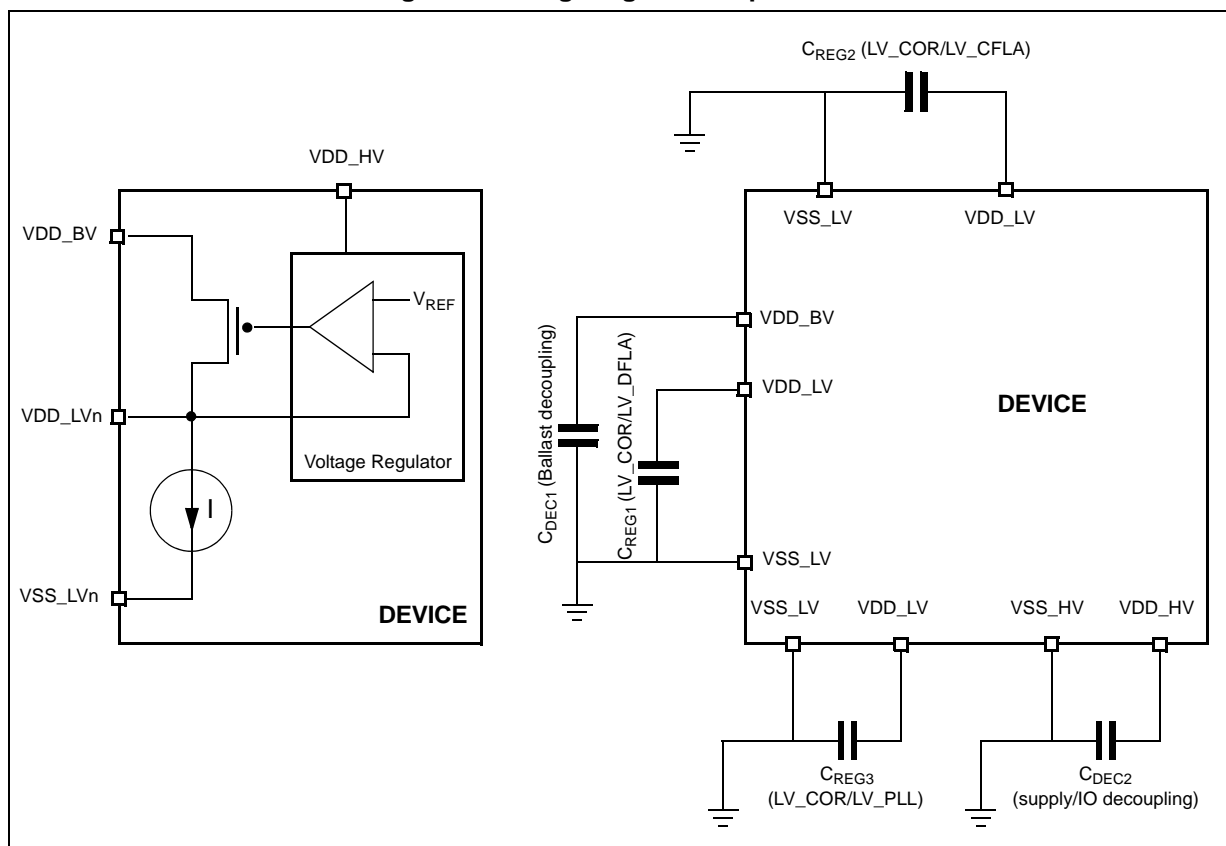 VDD_HV
VDD_BV
VREF
VDD_LVn
Voltage Regulator
I
VSS_LVn
DEVICE
CREG2 (LV_COR/LV_CFLA)
VSS_LV
VDD_LV
VDD_BV
VDD_LV
DEVICE
CDEC1 (Ballast decoupling)
CREG1 (LV_COR/LV_DFLA)
VSS_LV
VSS_LV
VDD_LV
VSS_HV
VDD_HV
CREG3
(LV_COR/LV_PLL)
CDEC2
(supply/IO decoupling)